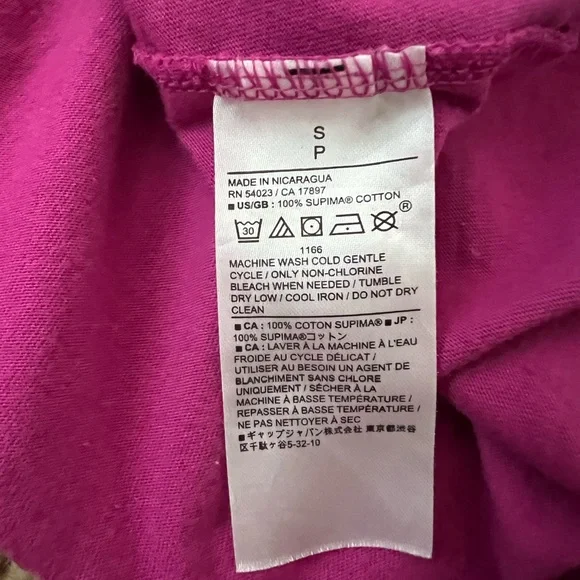 S
P
MADE IN NICARAGUA
RN 54023 / CA 17897
■ US/GB : 100% SUPIMA® COTTON
30 ®
1166
MACHINE WASH COLD GENTLE
CYCLE / ONLY NON-CHLORINE
BLEACH WHEN NEEDED / TUMBLE
DRY LOW / COOL IRON / DO NOT DRY
CLEAN
■ CA : 100% COTON SUPIMA® ■ JP :
100% SUPIMA®コットン
■ CA : LAVER À LA MACHINE À L'EAU
FROIDE AU CYCLE DÉLICAT /
UTILISER AU BESOIN UN AGENT DE
BLANCHIMENT SANS CHLORE
UNIQUEMENT / SÉCHER À LA
MACHINE À BASSE TEMPÉRATURE /
REPASSER À BASSE TEMPÉRATURE /
NE PAS NETTOYER À SEC
■ギャップジャパン株式会社 東京都渋谷
区千駄ヶ谷5-32-10